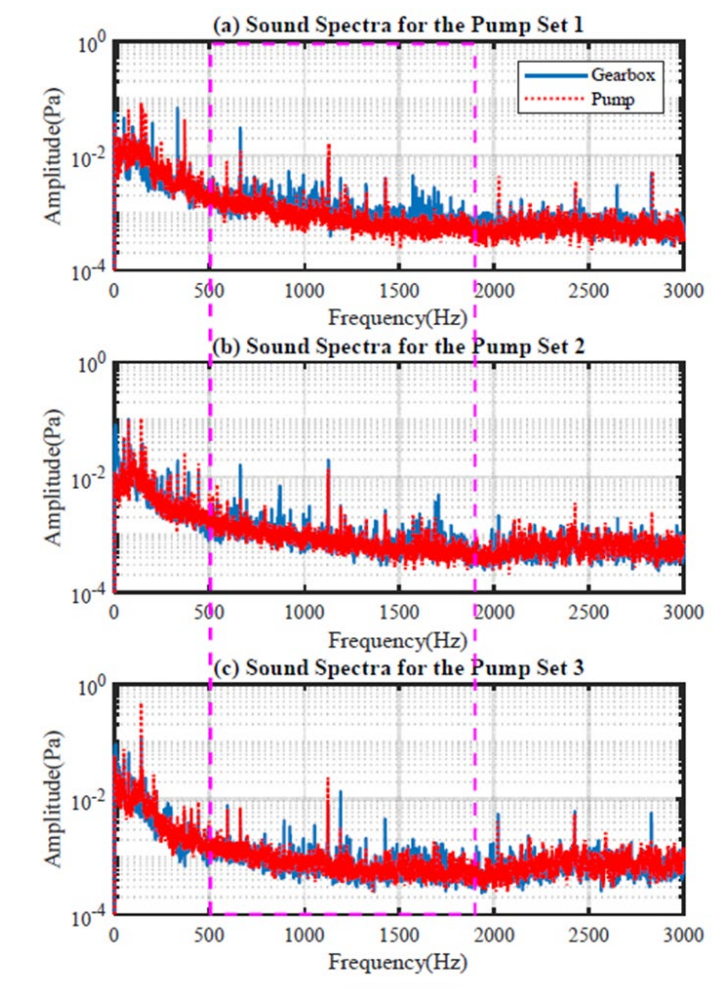 (a) Sound Spectra for the Pump Set 1
10^0
10^-2
10^-4
Amplitude(Pa)
Gearbox
Pump
0 500 1000 1500 2000 2500 3000
Frequency(Hz)
(b) Sound Spectra for the Pump Set 2
10^0
10^-2
10^-4
Amplitude(Pa)
0 500 1000 1500 2000 2500 3000
Frequency(Hz)
(c) Sound Spectra for the Pump Set 3
10^0
10^-2
10^-4
Amplitude(Pa)
0 500 1000 1500 2000 2500 3000
Frequency(Hz)